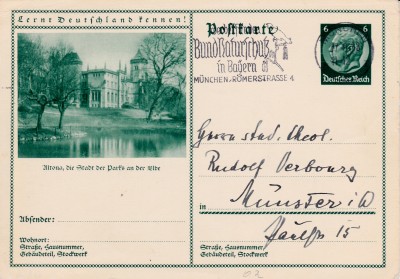 Lernt Deutschland kennen!
Postkarte
6 6
Bund Naturschutz
in Bayern
MÜNCHEN, RÖMERSTRASSE 4
Deutsches Reich
Altona, die Stadt der Parks an der Elbe
Herrn stud. theol.
Rudolf Verbourg
in Münster i. W
15
Absender:
Wohnort:
Straße, Hausnummer,
Gebäudeteil, Stockwerk
Straße, Hausnummer,
Gebäudeteil, Stockwerk